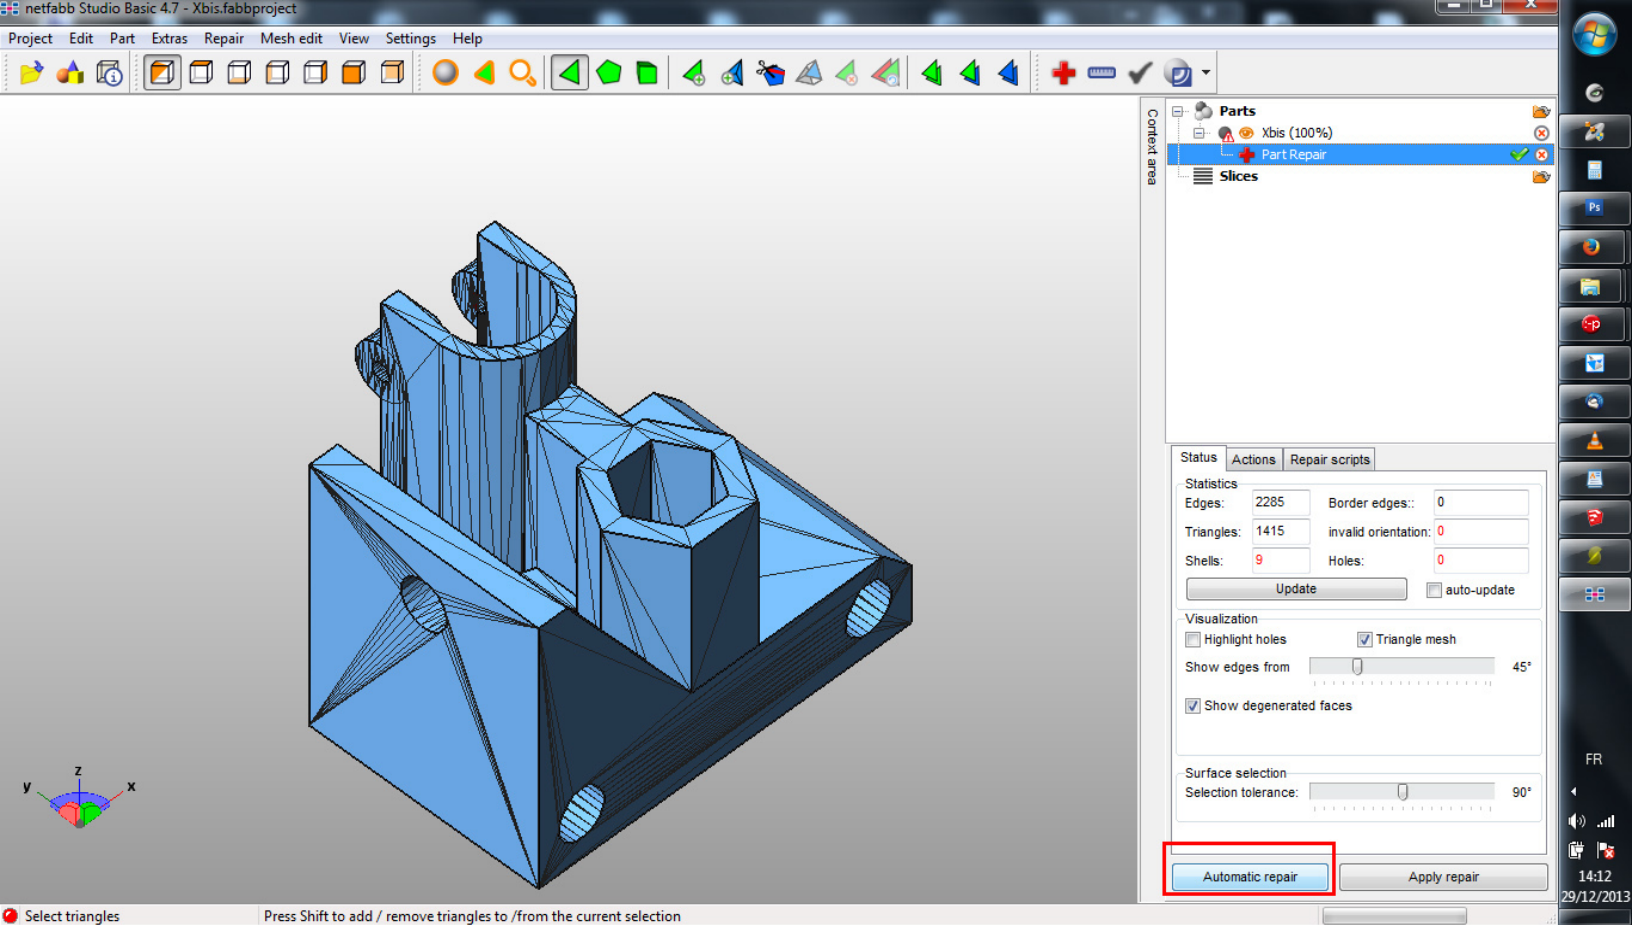 netfabb Studio Basic 4.7 - Xbis.fabbproject
Project Edit Part Extras Repair Mesh edit View Settings Help
Context area
Parts
Xbis (100%)
Part Repair
Slices
Status Actions Repair scripts
Statistics
Edges: 2285 Border edges:: 0
Triangles: 1415 invalid orientation: 0
Shells: 9 Holes: 0
Update auto-update
Visualization
Highlight holes Triangle mesh
Show edges from 45°
Show degenerated faces
Surface selection
Selection tolerance: 90°
Automatic repair Apply repair
z
y x
Select triangles Press Shift to add / remove triangles to /from the current selection
Ps
:-p
FR
14:12
29/12/2013